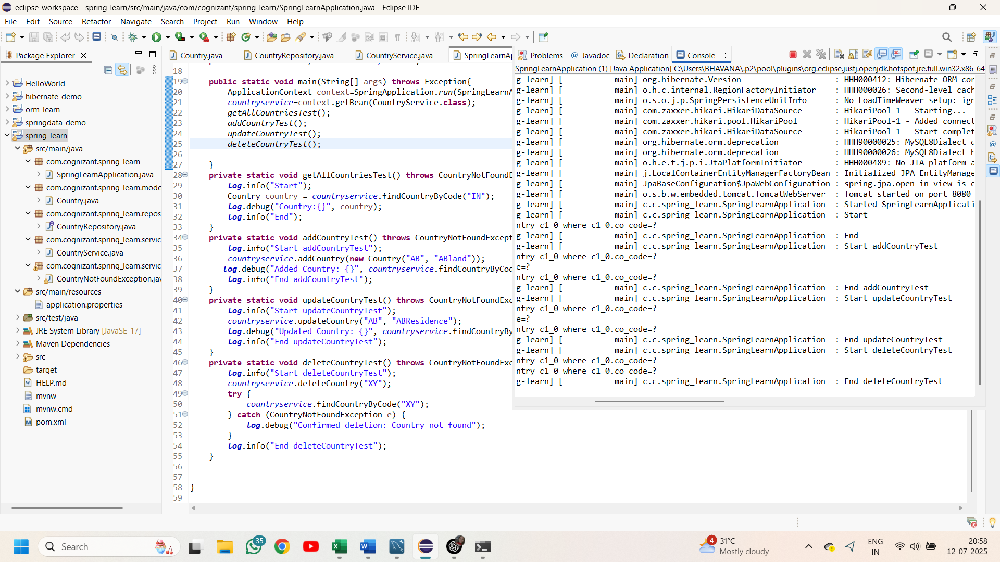 eclipse-workspace - spring-learn/src/main/java/com/cognizant/spring_learn/SpringLearnApplication.java - Eclipse IDE
File Edit Source Refactor Navigate Search Project Run Window Help
Package Explorer
HelloWorld
hibernate-demo
orm-learn
springdata-demo
spring-learn
src/main/java
com.cognizant.spring_learn
SpringLearnApplication.java
com.cognizant.spring_learn.mode
Country.java
com.cognizant.spring_learn.repos
CountryRepository.java
com.cognizant.spring_learn.servic
CountryService.java
com.cognizant.spring_learn.servic
CountryNotFoundException.jav
src/main/resources
application.properties
src/test/java
JRE System Library [JavaSE-17]
Maven Dependencies
src
target
HELP.md
mvnw
mvnw.cmd
pom.xml
Country.java CountryRepository.java CountryService.java SpringLearnAp
18
19 public static void main(String[] args) throws Exception{
20 ApplicationContext context=SpringApplication.run(SpringLearnA
21 countryservice=context.getBean(CountryService.class);
22 getAllCountriesTest();
23 addCountryTest();
24 updateCountryTest();
25 deleteCountryTest();
26
27 }
28 private static void getAllCountriesTest() throws CountryNotFoundE
29 log.info("Start");
30 Country country = countryservice.findCountryByCode("IN");
31 log.debug("Country:{}", country);
32 log.info("End");
33 }
34 private static void addCountryTest() throws CountryNotFoundExcept
35 log.info("Start addCountryTest");
36 countryservice.addCountry(new Country("AB", "ABland"));
37 log.debug("Added Country: {}", countryservice.findCountryByCod
38 log.info("End addCountryTest");
39 }
40 private static void updateCountryTest() throws CountryNotFoundExc
41 log.info("Start updateCountryTest");
42 countryservice.updateCountry("AB", "ABResidence");
43 log.debug("Updated Country: {}", countryservice.findCountryBy
44 log.info("End updateCountryTest");
45 }
46 private static void deleteCountryTest() throws CountryNotFoundExc
47 log.info("Start deleteCountryTest");
48 countryservice.deleteCountry("XY");
49 try {
50 countryservice.findCountryByCode("XY");
51 } catch (CountryNotFoundException e) {
52 log.debug("Confirmed deletion: Country not found");
53 }
54 log.info("End deleteCountryTest");
55 }
56
57
58 }
59
Problems Javadoc Declaration Console
SpringLearnApplication (1) [Java Application] C:\Users\BHAVANA\.p2\pool\plugins\org.eclipse.justj.openjdk.hotspot.jre.full.win32.x86_64
g-learn] [ main] org.hibernate.Version : HHH000412: Hibernate ORM cor
g-learn] [ main] o.h.c.internal.RegionFactoryInitiator : HHH000026: Second-level cach
g-learn] [ main] o.s.o.j.p.SpringPersistenceUnitInfo : No LoadTimeWeaver setup: ign
g-learn] [ main] com.zaxxer.hikari.HikariDataSource : HikariPool-1 - Starting...
g-learn] [ main] com.zaxxer.hikari.pool.HikariPool : HikariPool-1 - Added connect
g-learn] [ main] com.zaxxer.hikari.HikariDataSource : HikariPool-1 - Start complet
g-learn] [ main] org.hibernate.orm.deprecation : HHH90000025: MySQL8Dialect d
g-learn] [ main] org.hibernate.orm.deprecation : HHH90000026: MySQL8Dialect h
g-learn] [ main] o.h.e.t.j.p.i.JtaPlatformInitiator : HHH000489: No JTA platform a
g-learn] [ main] j.LocalContainerEntityManagerFactoryBean : Initialized JPA EntityManage
g-learn] [ main] JpaBaseConfiguration$JpaWebConfiguration : spring.jpa.open-in-view is e
g-learn] [ main] o.s.b.w.embedded.tomcat.TomcatWebServer : Tomcat started on port 8080
g-learn] [ main] c.c.spring_learn.SpringLearnApplication : Started SpringLearnApplicati
g-learn] [ main] c.c.spring_learn.SpringLearnApplication : Start
ntry c1_0 where c1_0.co_code=?
g-learn] [ main] c.c.spring_learn.SpringLearnApplication : End
g-learn] [ main] c.c.spring_learn.SpringLearnApplication : Start addCountryTest
ntry c1_0 where c1_0.co_code=?
e=?
ntry c1_0 where c1_0.co_code=?
g-learn] [ main] c.c.spring_learn.SpringLearnApplication : End addCountryTest
g-learn] [ main] c.c.spring_learn.SpringLearnApplication : Start updateCountryTest
ntry c1_0 where c1_0.co_code=?
e=?
ntry c1_0 where c1_0.co_code=?
g-learn] [ main] c.c.spring_learn.SpringLearnApplication : End updateCountryTest
g-learn] [ main] c.c.spring_learn.SpringLearnApplication : Start deleteCountryTest
ntry c1_0 where c1_0.co_code=?
ntry c1_0 where c1_0.co_code=?
g-learn] [ main] c.c.spring_learn.SpringLearnApplication : End deleteCountryTest
Search
35
4
31°C
Mostly cloudy
ENG
IN
20:58
12-07-2025